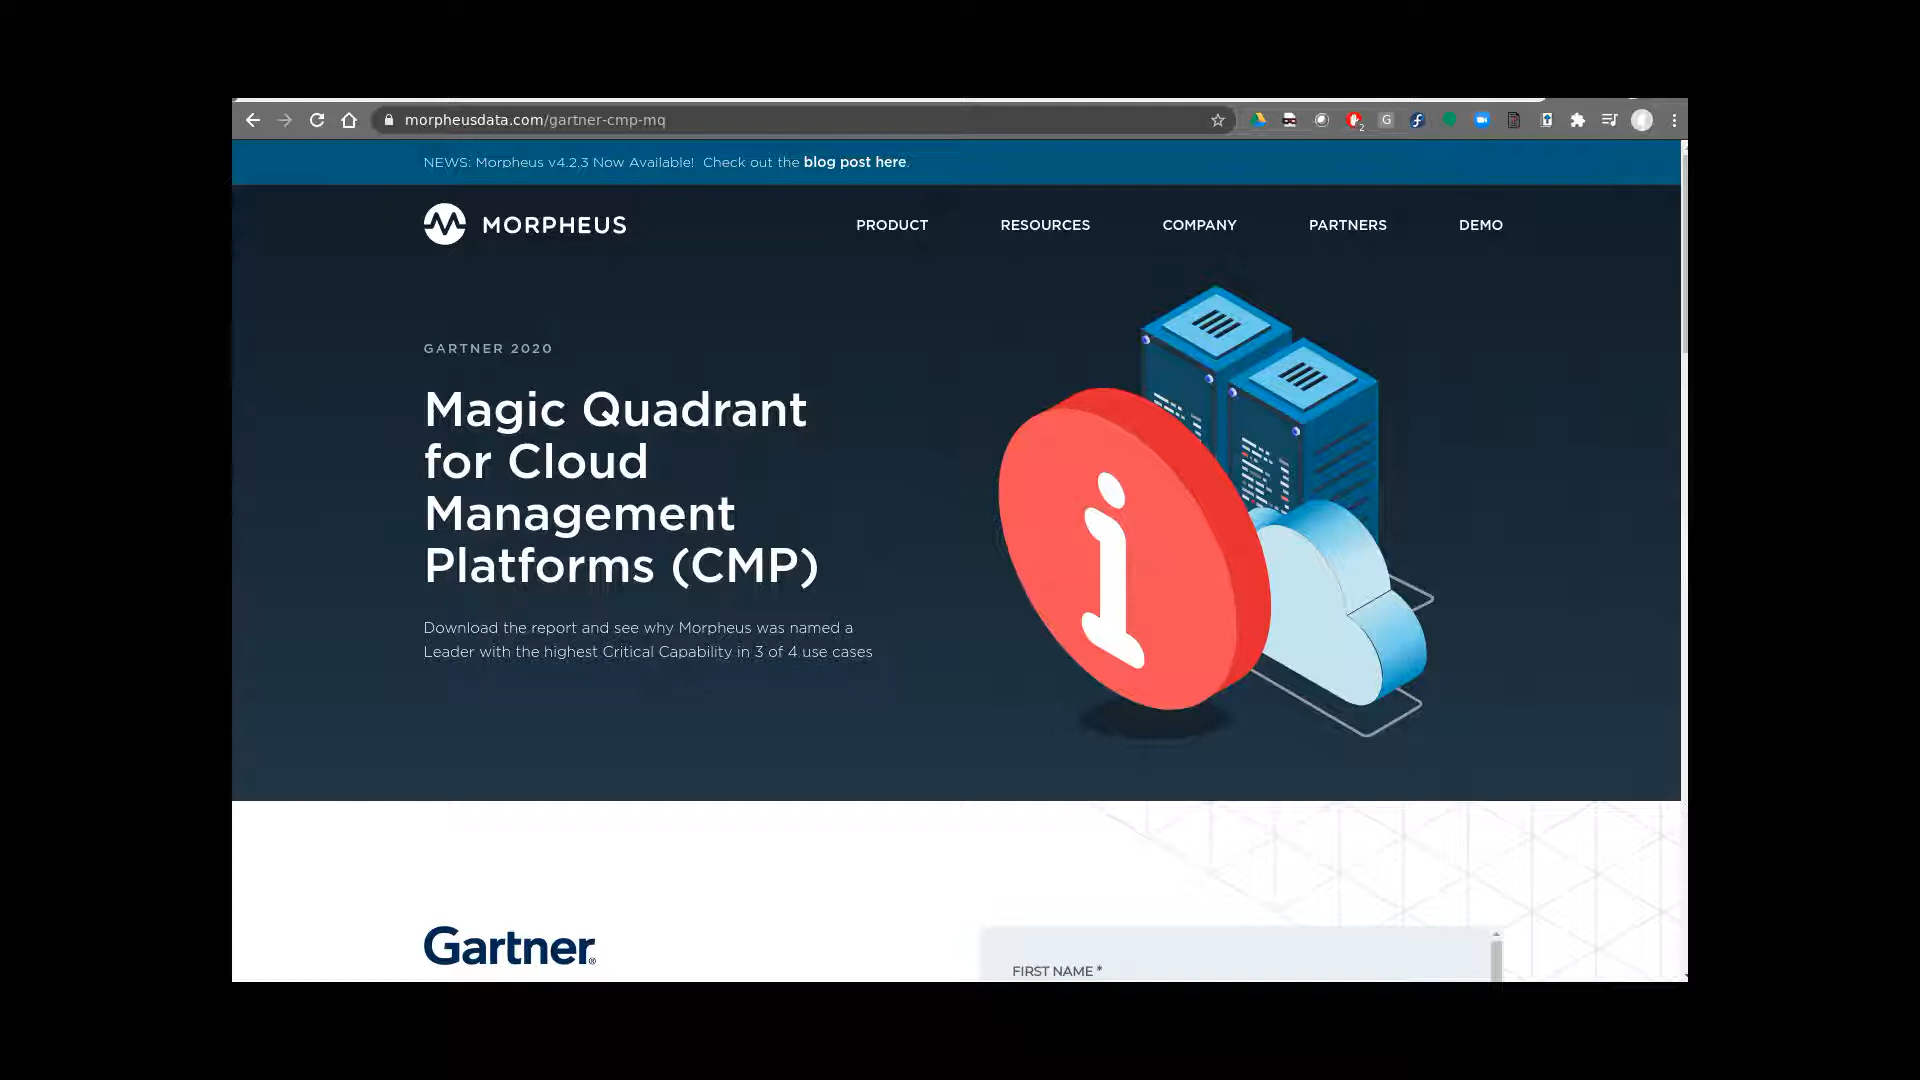 morpheusdata.com/gartner-cmp-mq
NEWS: Morpheus v4.2.3 Now Available! Check out the blog post here.
MORPHEUS
PRODUCT
RESOURCES
COMPANY
PARTNERS
DEMO
GARTNER 2020
Magic Quadrant
for Cloud
Management
Platforms (CMP)
Download the report and see why Morpheus was named a
Leader with the highest Critical Capability in 3 of 4 use cases
i
Gartner®
FIRST NAME *